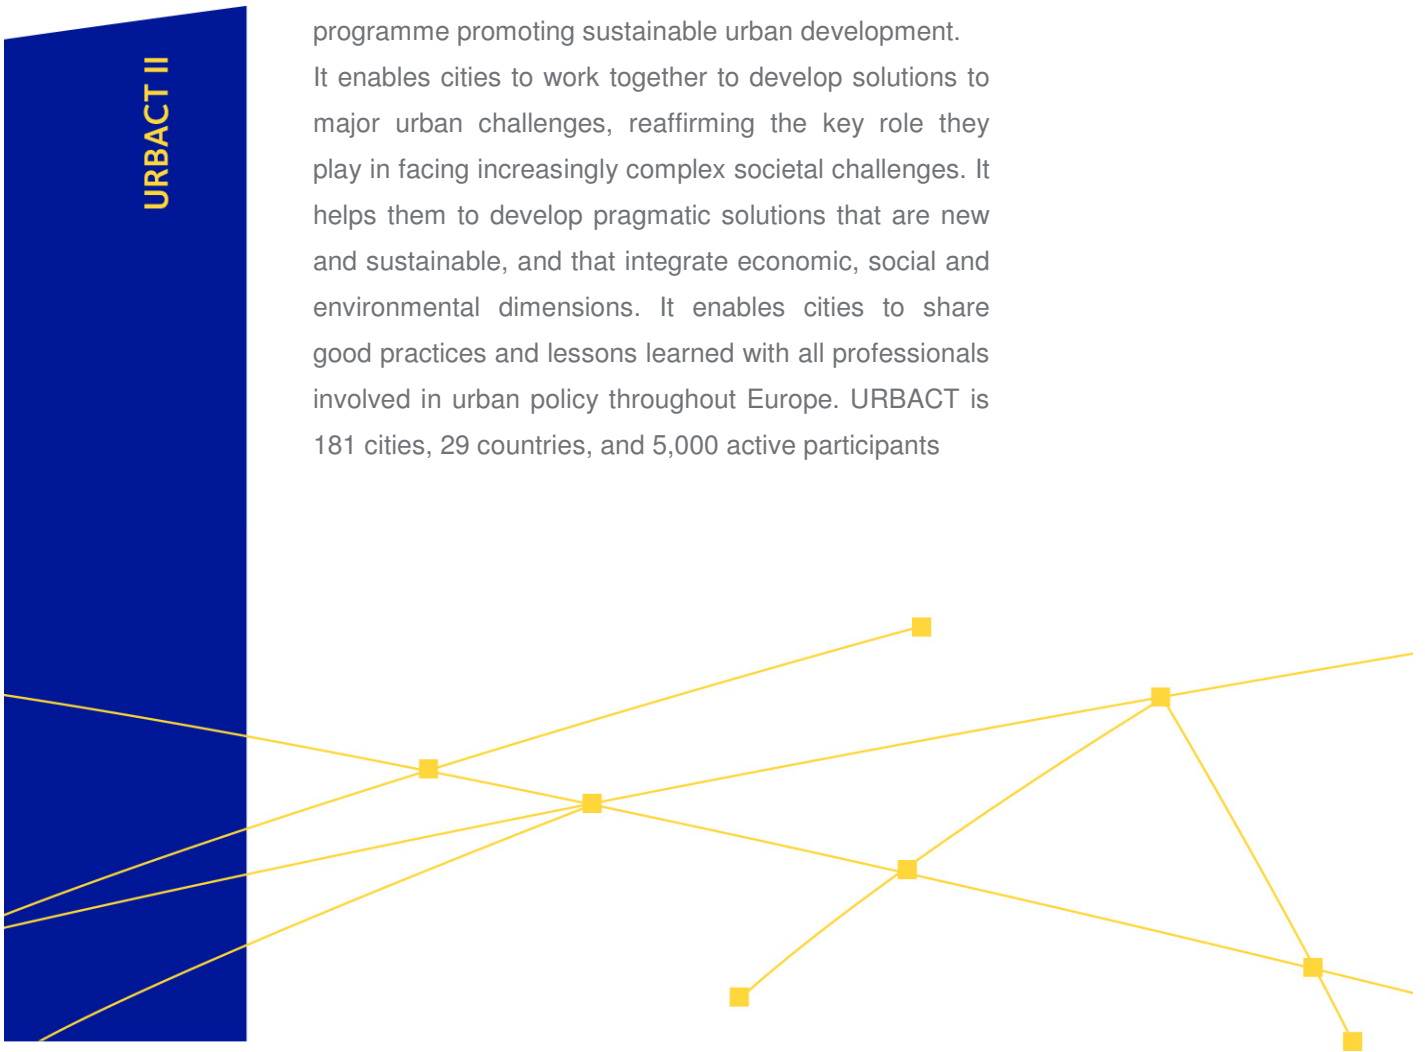 URBACT II
programme promoting sustainable urban development.
It enables cities to work together to develop solutions to
major urban challenges, reaffirming the key role they
play in facing increasingly complex societal challenges. It
helps them to develop pragmatic solutions that are new
and sustainable, and that integrate economic, social and
environmental dimensions. It enables cities to share
good practices and lessons learned with all professionals
involved in urban policy throughout Europe. URBACT is
181 cities, 29 countries, and 5,000 active participants